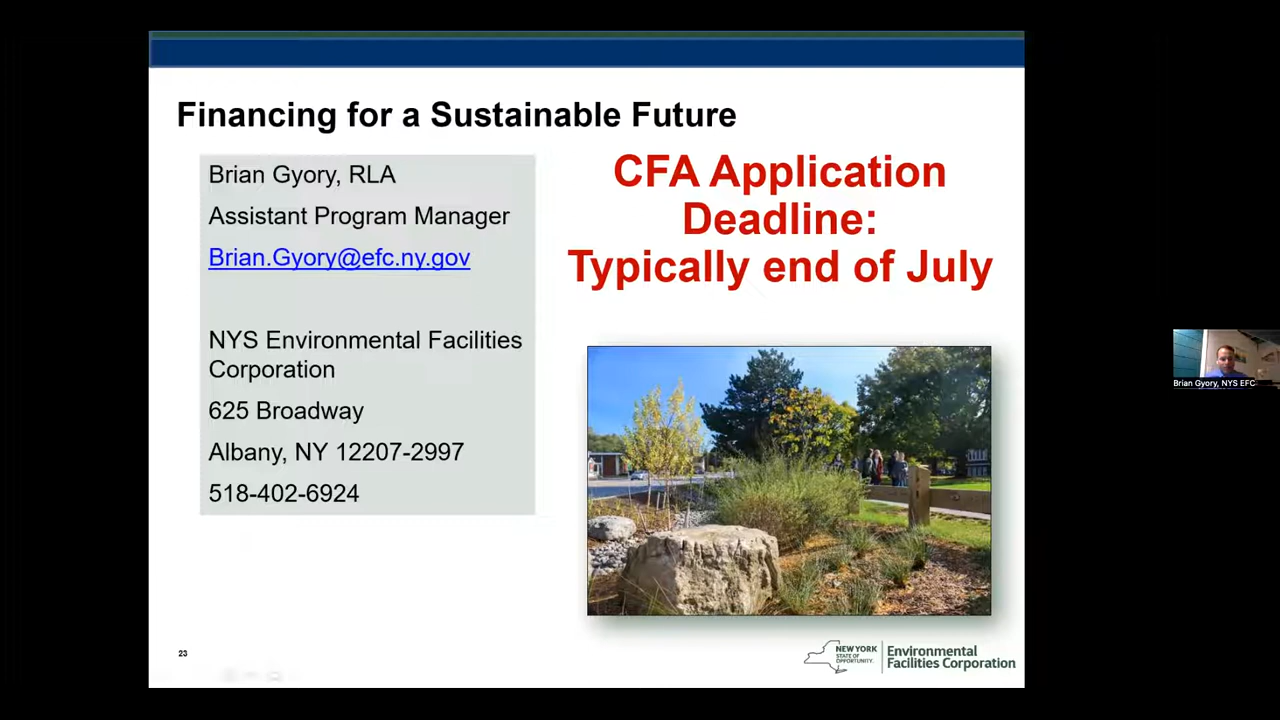 Financing for a Sustainable Future
Brian Gyory, RLA
Assistant Program Manager
Brian.Gyory@efc.ny.gov
NYS Environmental Facilities
Corporation
625 Broadway
Albany, NY 12207-2997
518-402-6924
CFA Application
Deadline:
Typically end of July
23
NEW YORK
STATE OF
OPPORTUNITY.
Environmental
Facilities Corporation
Brian Gyory, NYS EFC